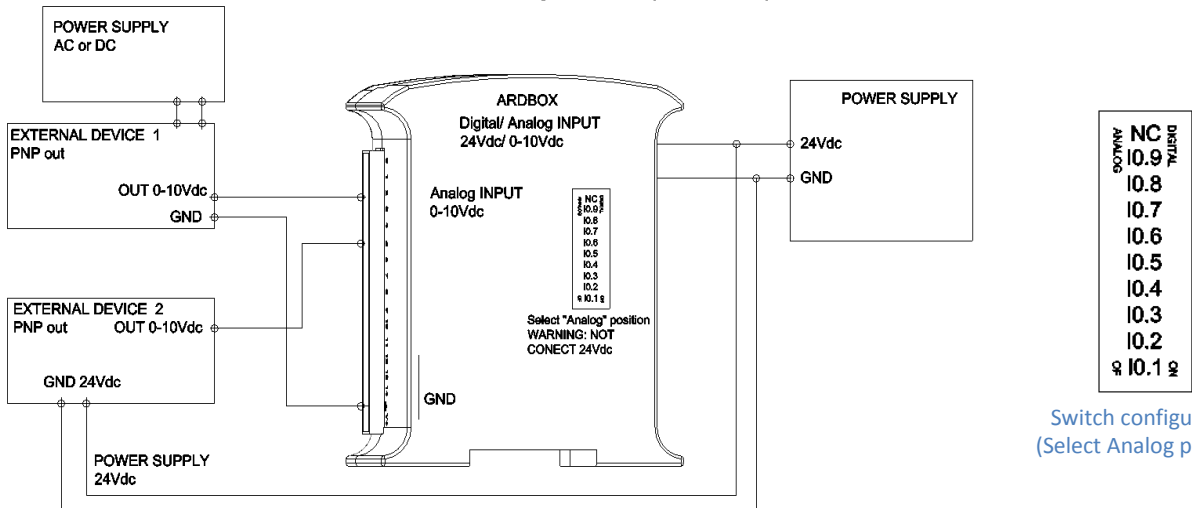 POWER SUPPLY
AC or DC
EXTERNAL DEVICE 1
PNP out
OUT 0-10Vdc
GND
EXTERNAL DEVICE 2
PNP out OUT 0-10Vdc
GND 24Vdc
POWER SUPPLY
24Vdc
ARDBOX
Digital/ Analog INPUT
24Vdc/ 0-10Vdc
Analog INPUT
0-10Vdc
NC
I0.9
I0.8
I0.7
I0.6
I0.5
I0.4
I0.3
I0.2
I0.1
Select "Analog" position
WARNING: NOT
CONECT 24Vdc
GND
POWER SUPPLY
24Vdc
GND
ANALOG NC DIGITAL
I0.9
I0.8
I0.7
I0.6
I0.5
I0.4
I0.3
I0.2
OF I0.1 ON
Switch configu
(Select Analog p